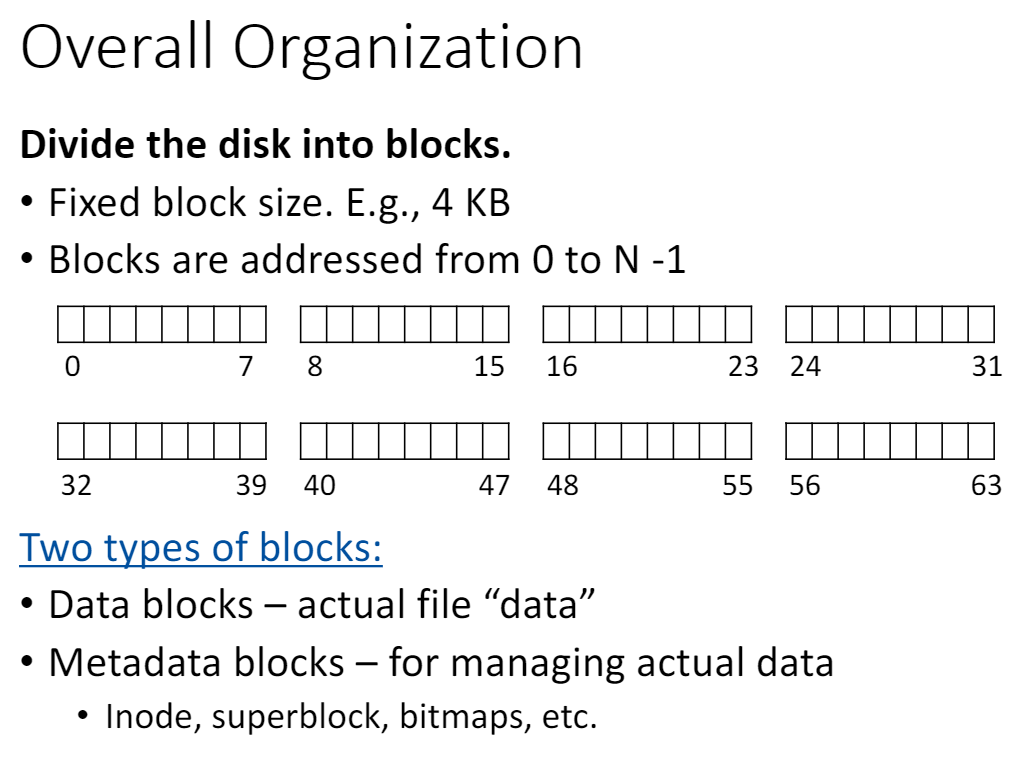 Overall Organization
Divide the disk into blocks.
• Fixed block size. E.g., 4 KB
• Blocks are addressed from 0 to N -1
0 7 8 15 16 23 24 31
32 39 40 47 48 55 56 63
Two types of blocks:
• Data blocks – actual file “data”
• Metadata blocks – for managing actual data
• Inode, superblock, bitmaps, etc.